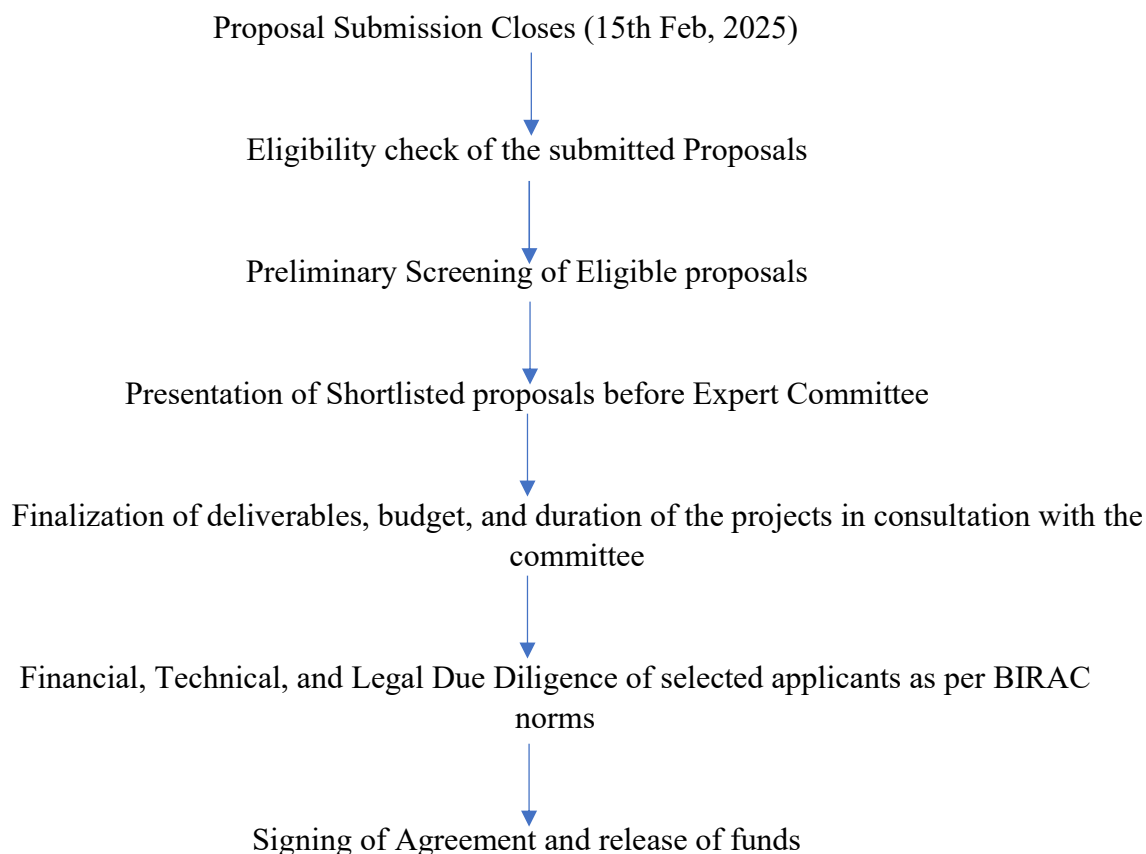 Proposal Submission Closes (15th Feb, 2025)
Eligibility check of the submitted Proposals
Preliminary Screening of Eligible proposals
Presentation of Shortlisted proposals before Expert Committee
Finalization of deliverables, budget, and duration of the projects in consultation with the
committee
Financial, Technical, and Legal Due Diligence of selected applicants as per BIRAC
norms
Signing of Agreement and release of funds